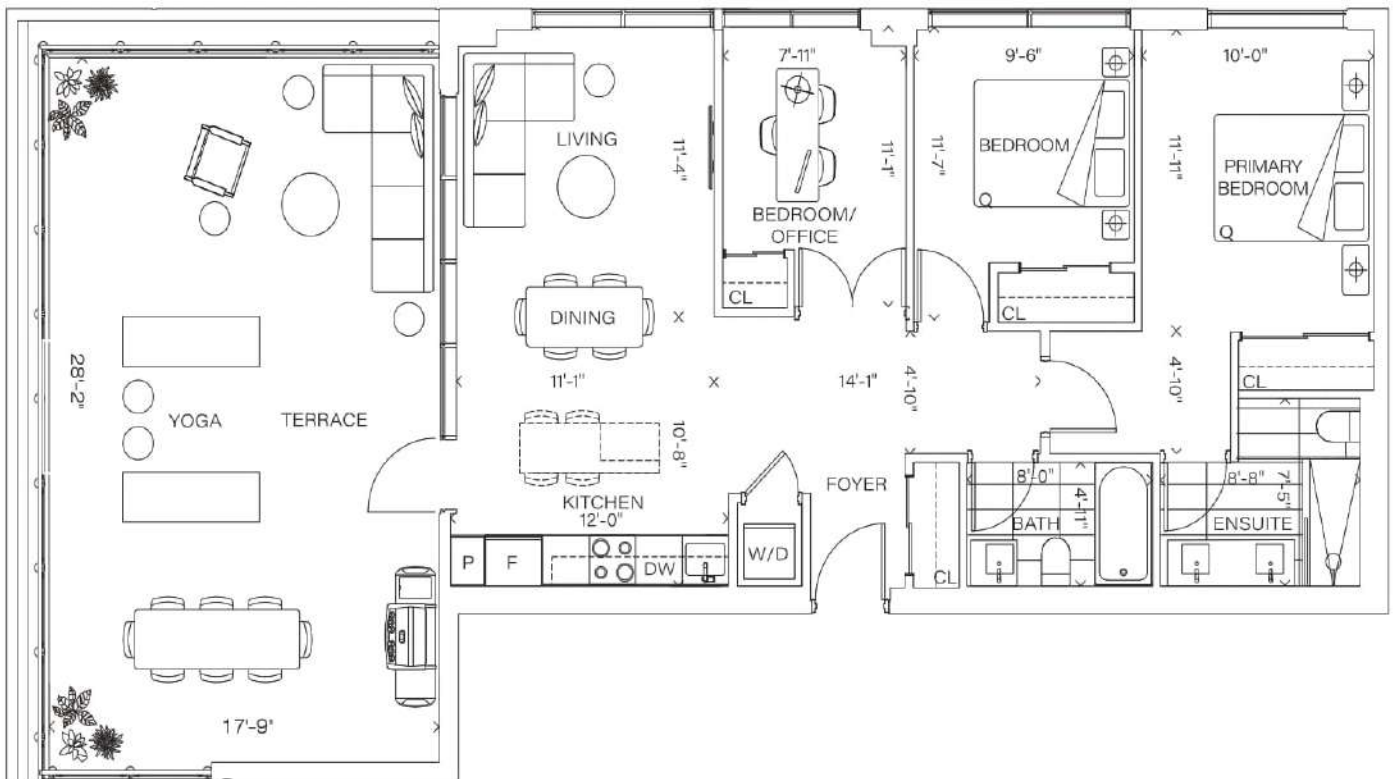 7'-11"
9'-6"
10'-0"
LIVING
11'-4"
11'-1"
11'-7"
BEDROOM
11'-11"
PRIMARY
BEDROOM
Q
Q
BEDROOM/
OFFICE
CL
CL
DINING
28'-2"
11'-1"
14'-1"
4'-10"
4'-10"
CL
YOGA
TERRACE
10'-8"
KITCHEN
12'-0"
FOYER
8'-0"
4'-11"
BATH
8'-8"
7'-5"
ENSUITE
P
F
DW
W/D
CL
17'-9"